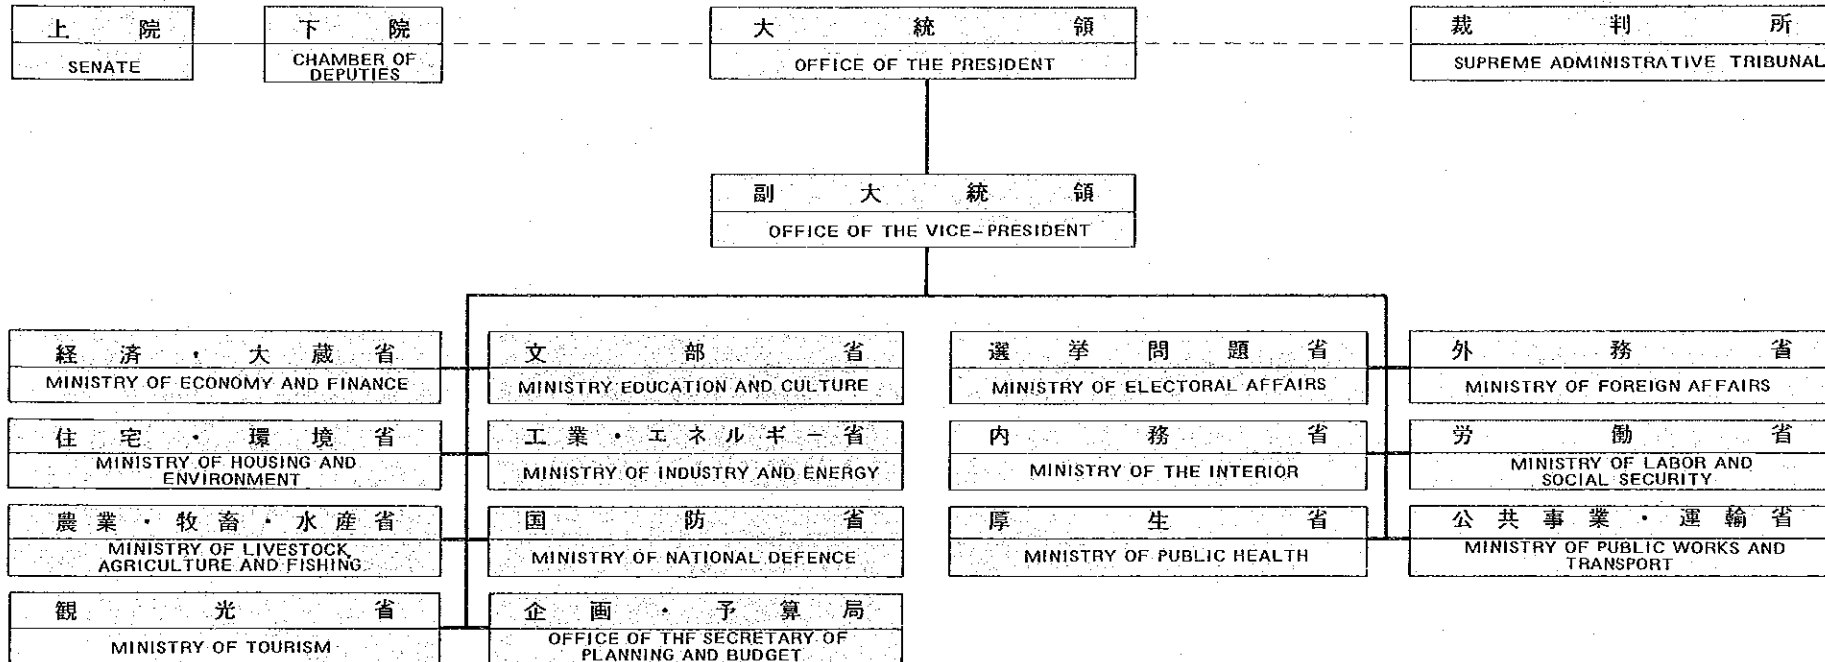 上院
SENATE
下院
CHAMBER OF
DEPUTIES
大統領
OFFICE OF THE PRESIDENT
裁判所
SUPREME ADMINISTRATIVE TRIBUNAL
副大統領
OFFICE OF THE VICE-PRESIDENT
経済・大蔵省
MINISTRY OF ECONOMY AND FINANCE
文部省
MINISTRY EDUCATION AND CULTURE
選挙問題省
MINISTRY OF ELECTORAL AFFAIRS
外務省
MINISTRY OF FOREIGN AFFAIRS
住宅・環境省
MINISTRY OF HOUSING AND
ENVIRONMENT
工業・エネルギー省
MINISTRY OF INDUSTRY AND ENERGY
内務省
MINISTRY OF THE INTERIOR
労働省
MINISTRY OF LABOR AND
SOCIAL SECURITY
農業・牧畜・水産省
MINISTRY OF LIVESTOCK,
AGRICULTURE AND FISHING
国防省
MINISTRY OF NATIONAL DEFENCE
厚生省
MINISTRY OF PUBLIC HEALTH
公共事業・運輸省
MINISTRY OF PUBLIC WORKS AND
TRANSPORT
観光省
MINISTRY OF TOURISM
企画・予算局
OFFICE OF THE SECRETARY OF
PLANNING AND BUDGET